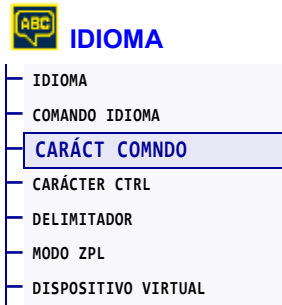 ABC
IDIOMA
IDIOMA
COMANDO IDIOMA
CARÁCT COMNDO
CARÁCTER CTRL
DELIMITADOR
MODO ZPL
DISPOSITIVO VIRTUAL